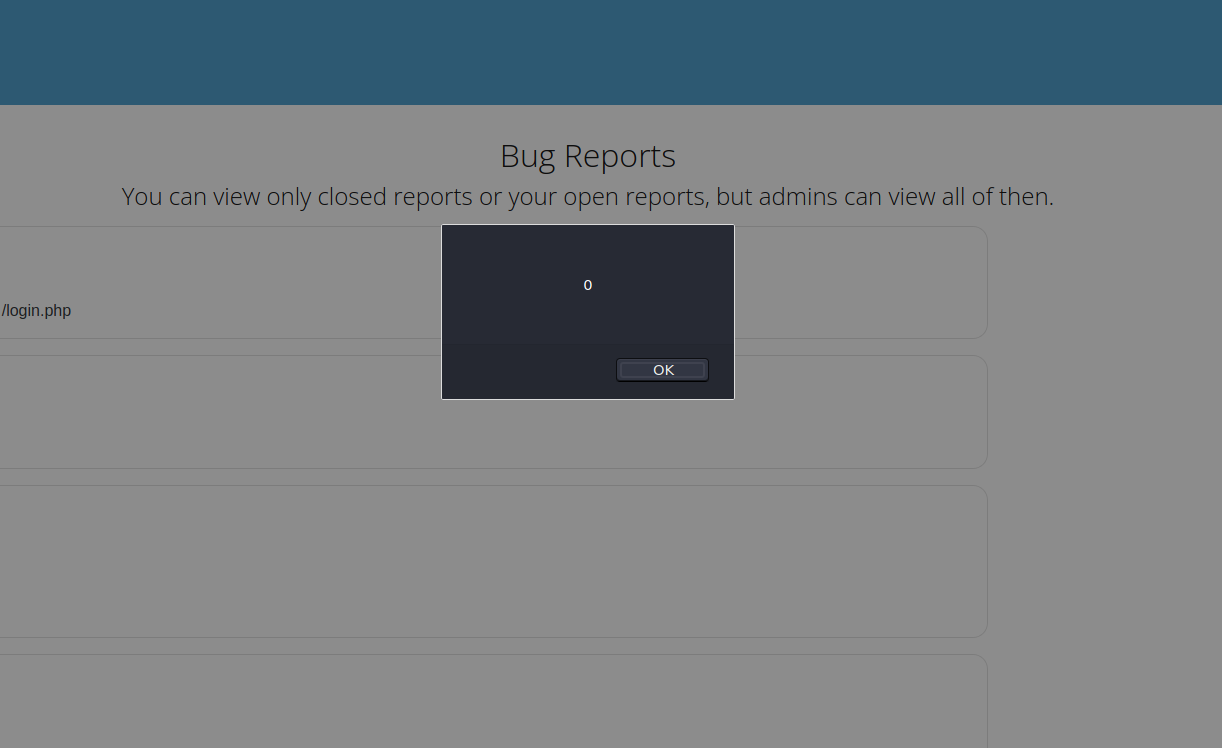 Bug Reports
You can view only closed reports or your open reports, but admins can view all of then.
0
/login.php
OK